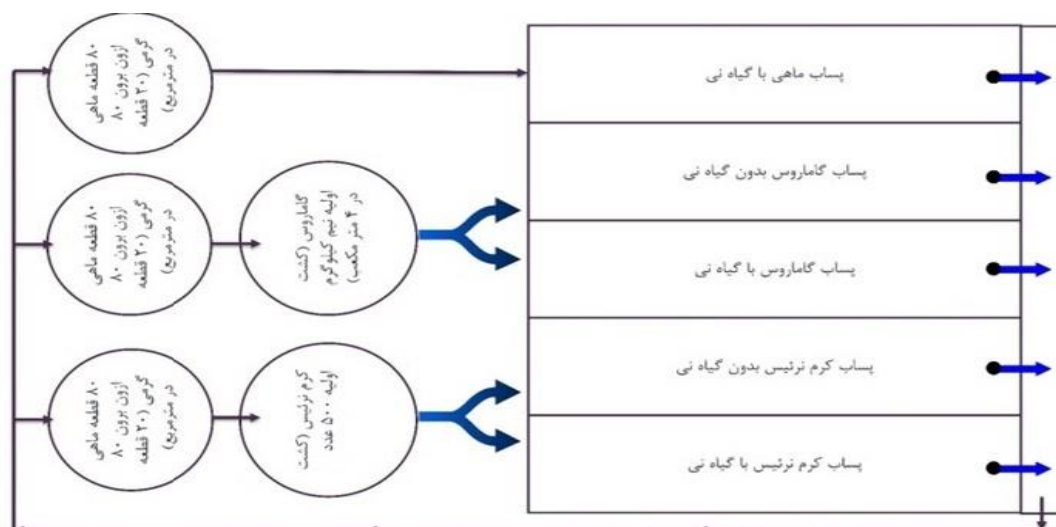 ۸۰ قطعه ماهی
ازون برون ۸۰
گرمی (۲۰ قطعه
در مترمربع)
پساب ماهی با گیاه نی
پساب گاماروس بدون گیاه نی
۸۰ قطعه ماهی
ازون برون ۸۰
گرمی (۲۰ قطعه
در مترمربع)
گاماروس (کشت
اولیه نیم کیلوگرم
در ۴ متر مکعب)
پساب گاماروس با گیاه نی
پساب کرم نرئیس بدون گیاه نی
۸۰ قطعه ماهی
ازون برون ۸۰
گرمی (۲۰ قطعه
در مترمربع)
کرم نرئیس (کشت
اولیه ۵۰۰ عدد
پساب کرم نرئیس با گیاه نی